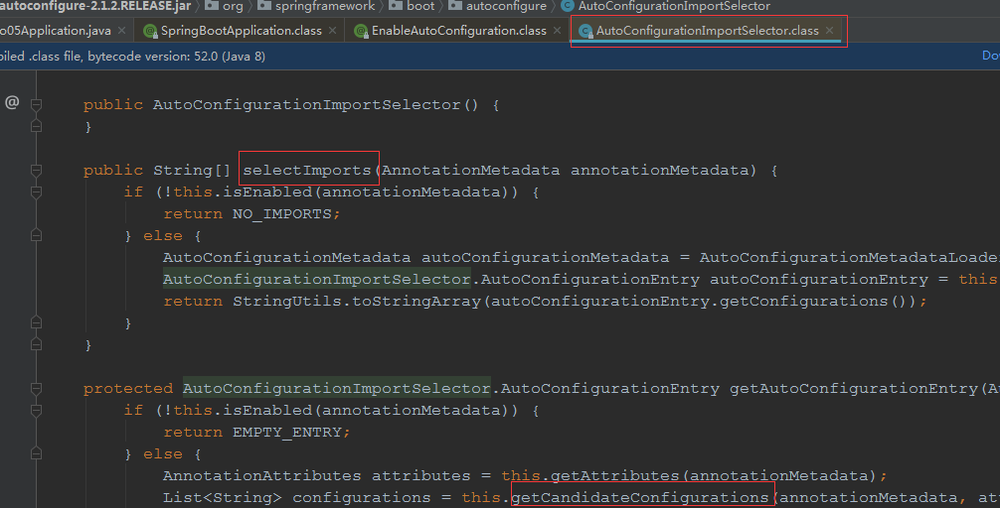 autoconfigure-2.1.2.RELEASE.jar org springframework boot autoconfigure AutoConfigurationImportSelector
o05Application.java SpringBootApplication.class EnableAutoConfiguration.class AutoConfigurationImportSelector.class
piled .class file, bytecode version: 52.0 (Java 8) Do
@
public AutoConfigurationImportSelector() {
}
public String[] selectImports(AnnotationMetadata annotationMetadata) {
if (!this.isEnabled(annotationMetadata)) {
return NO_IMPORTS;
} else {
AutoConfigurationMetadata autoConfigurationMetadata = AutoConfigurationMetadataLoade
AutoConfigurationImportSelector.AutoConfigurationEntry autoConfigurationEntry = this
return StringUtils.toStringArray(autoConfigurationEntry.getConfigurations());
}
}
protected AutoConfigurationImportSelector.AutoConfigurationEntry getAutoConfigurationEntry(Au
if (!this.isEnabled(annotationMetadata)) {
return EMPTY_ENTRY;
} else {
AnnotationAttributes attributes = this.getAttributes(annotationMetadata);
List<String> configurations = this.getCandidateConfigurations(annotationMetadata, att